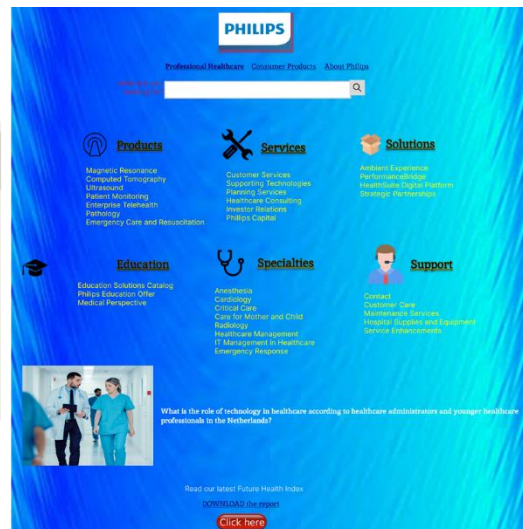 PHILIPS
Professional Healthcare Consumer Products About Philips
Products
Magnetic Resonance
Computed Tomography
Ultrasound
Patient Monitoring
Enterprise Telehealth
Pathology
Emergency Care and Resuscitation
Services
Customer Services
Supporting Technologies
Planning Services
Healthcare Consulting
Investor Relations
Phillips Capital
Solutions
Ambient Experience
PerformanceBridge
HealthSuite Digital Platform
Strategic Partnerships
Education
Education Solutions Catalog
Philips Education Offer
Medical Perspective
Specialties
Anesthesia
Cardiology
Critical Care
Care for Mother and Child
Radiology
Healthcare Management
IT Management in Healthcare
Emergency Response
Support
Contact
Customer Care
Maintenance Services
Hospital Supplies and Equipment
Service Enhancements
What is the role of technology in healthcare according to healthcare administrators and younger healthcare
professionals in the Netherlands?
Read our latest Future Health Index
DOWNLOAD the report
Click here